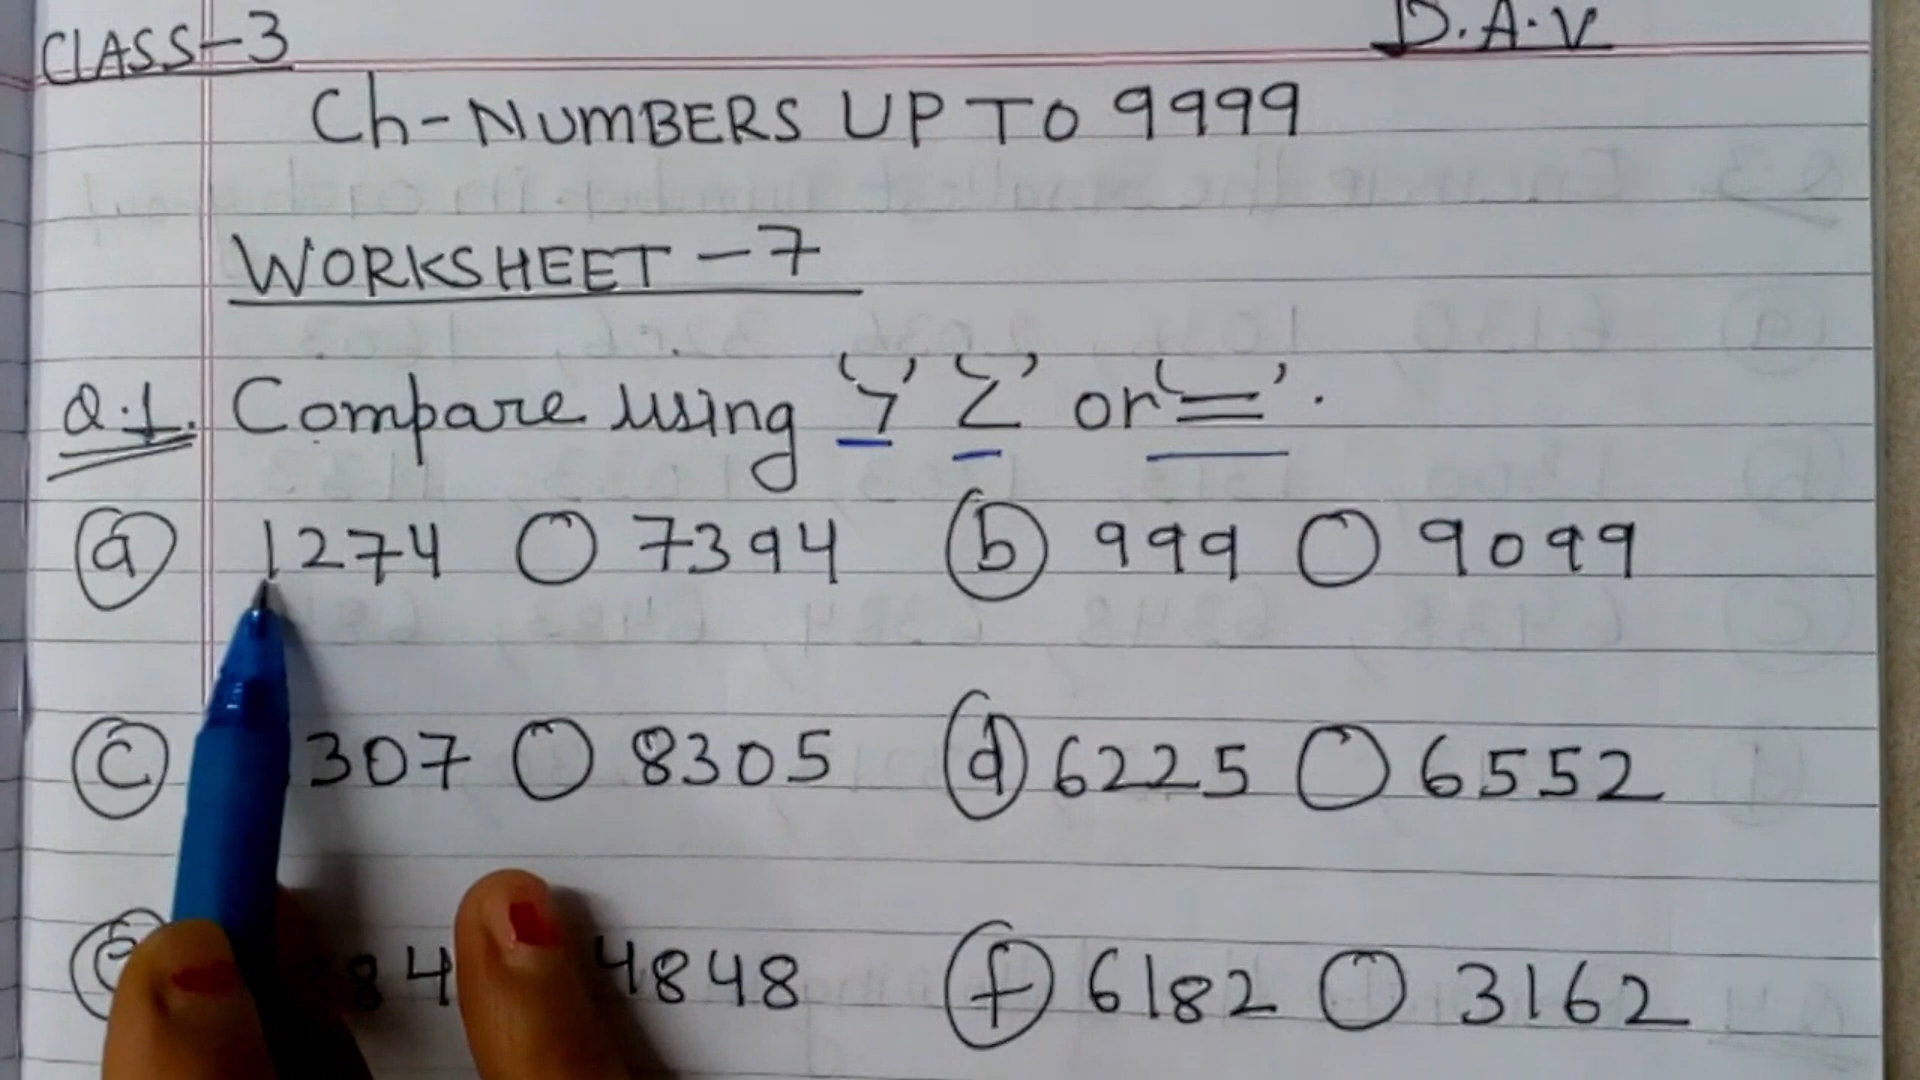 CLASS-3 D.A.V
Ch-NUMBERS UP TO 9999
WORKSHEET-7
Q.1. Compare using '>' '<' or '='.
(a) 1274 ○ 7394 (b) 999 ○ 9099
(c) 307 ○ 8305 (d) 6225 ○ 6552
84 4848 (f) 6182 ○ 3162